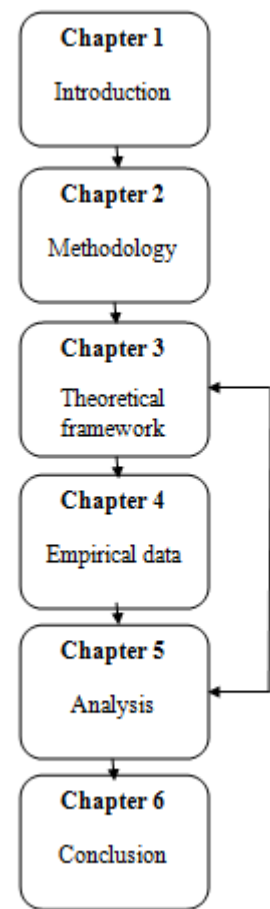 Chapter 1
Introduction
Chapter 2
Methodology
Chapter 3
Theoretical
framework
Chapter 4
Empirical data
Chapter 5
Analysis
Chapter 6
Conclusion